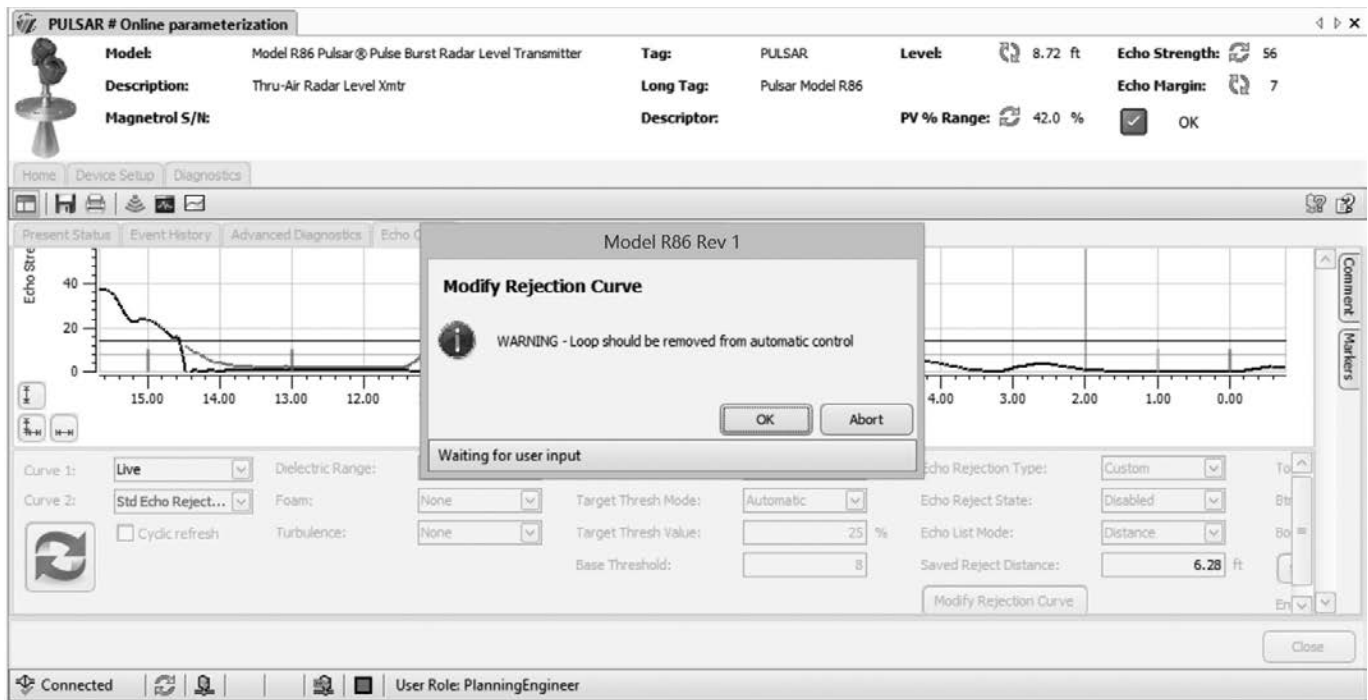 PULSAR # Online parameterization
Model: Model R86 Pulsar® Pulse Burst Radar Level Transmitter Tag: PULSAR Level: 8.72 ft Echo Strength: 56
Description: Thru-Air Radar Level Xmtr Long Tag: Pulsar Model R86 Echo Margin: 7
Magnetrol S/N: Descriptor: PV % Range: 42.0 % OK
Home Device Setup Diagnostics
Present Status Event History Advanced Diagnostics Echo
Model R86 Rev 1
Modify Rejection Curve
WARNING - Loop should be removed from automatic control
OK Abort
Waiting for user input
Echo Stre
40
20
0
15.00 14.00 13.00 12.00 4.00 3.00 2.00 1.00 0.00
Comment
Markers
Curve 1: Live Dielectric Range: Echo Rejection Type: Custom
Curve 2: Std Echo Reject... Foam: None Target Thresh Mode: Automatic Echo Reject State: Disabled
Cyclic refresh Turbulence: None Target Thresh Value: 25 % Echo List Mode: Distance
Base Threshold: 8 Saved Reject Distance: 6.28 ft
Modify Rejection Curve
Close
Connected User Role: PlanningEngineer